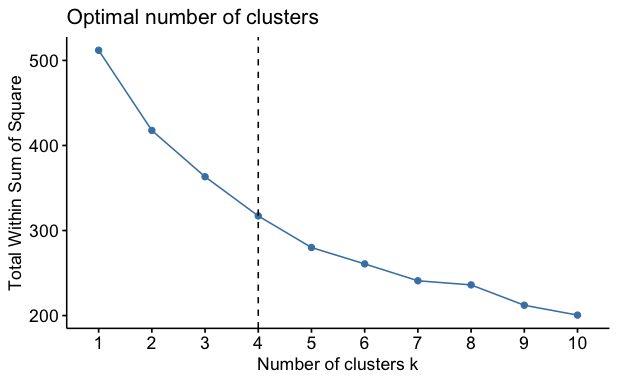 Optimal number of clusters
Total Within Sum of Square
500
400
300
200
1 2 3 4 5 6 7 8 9 10
Number of clusters k